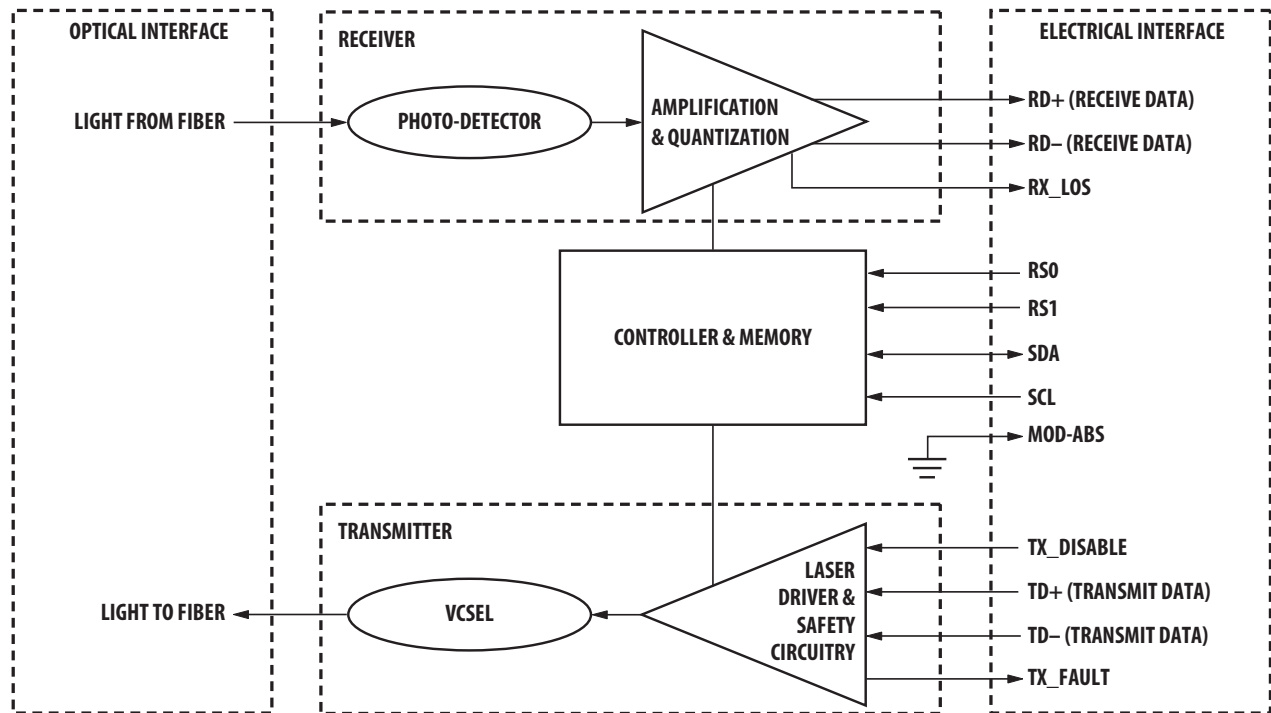 OPTICAL INTERFACE
RECEIVER
ELECTRICAL INTERFACE
LIGHT FROM FIBER
PHOTO-DETECTOR
AMPLIFICATION
& QUANTIZATION
RD+ (RECEIVE DATA)
RD– (RECEIVE DATA)
RX_LOS
CONTROLLER & MEMORY
RS0
RS1
SDA
SCL
MOD-ABS
TRANSMITTER
LIGHT TO FIBER
VCSEL
LASER
DRIVER &
SAFETY
CIRCUITRY
TX_DISABLE
TD+ (TRANSMIT DATA)
TD– (TRANSMIT DATA)
TX_FAULT